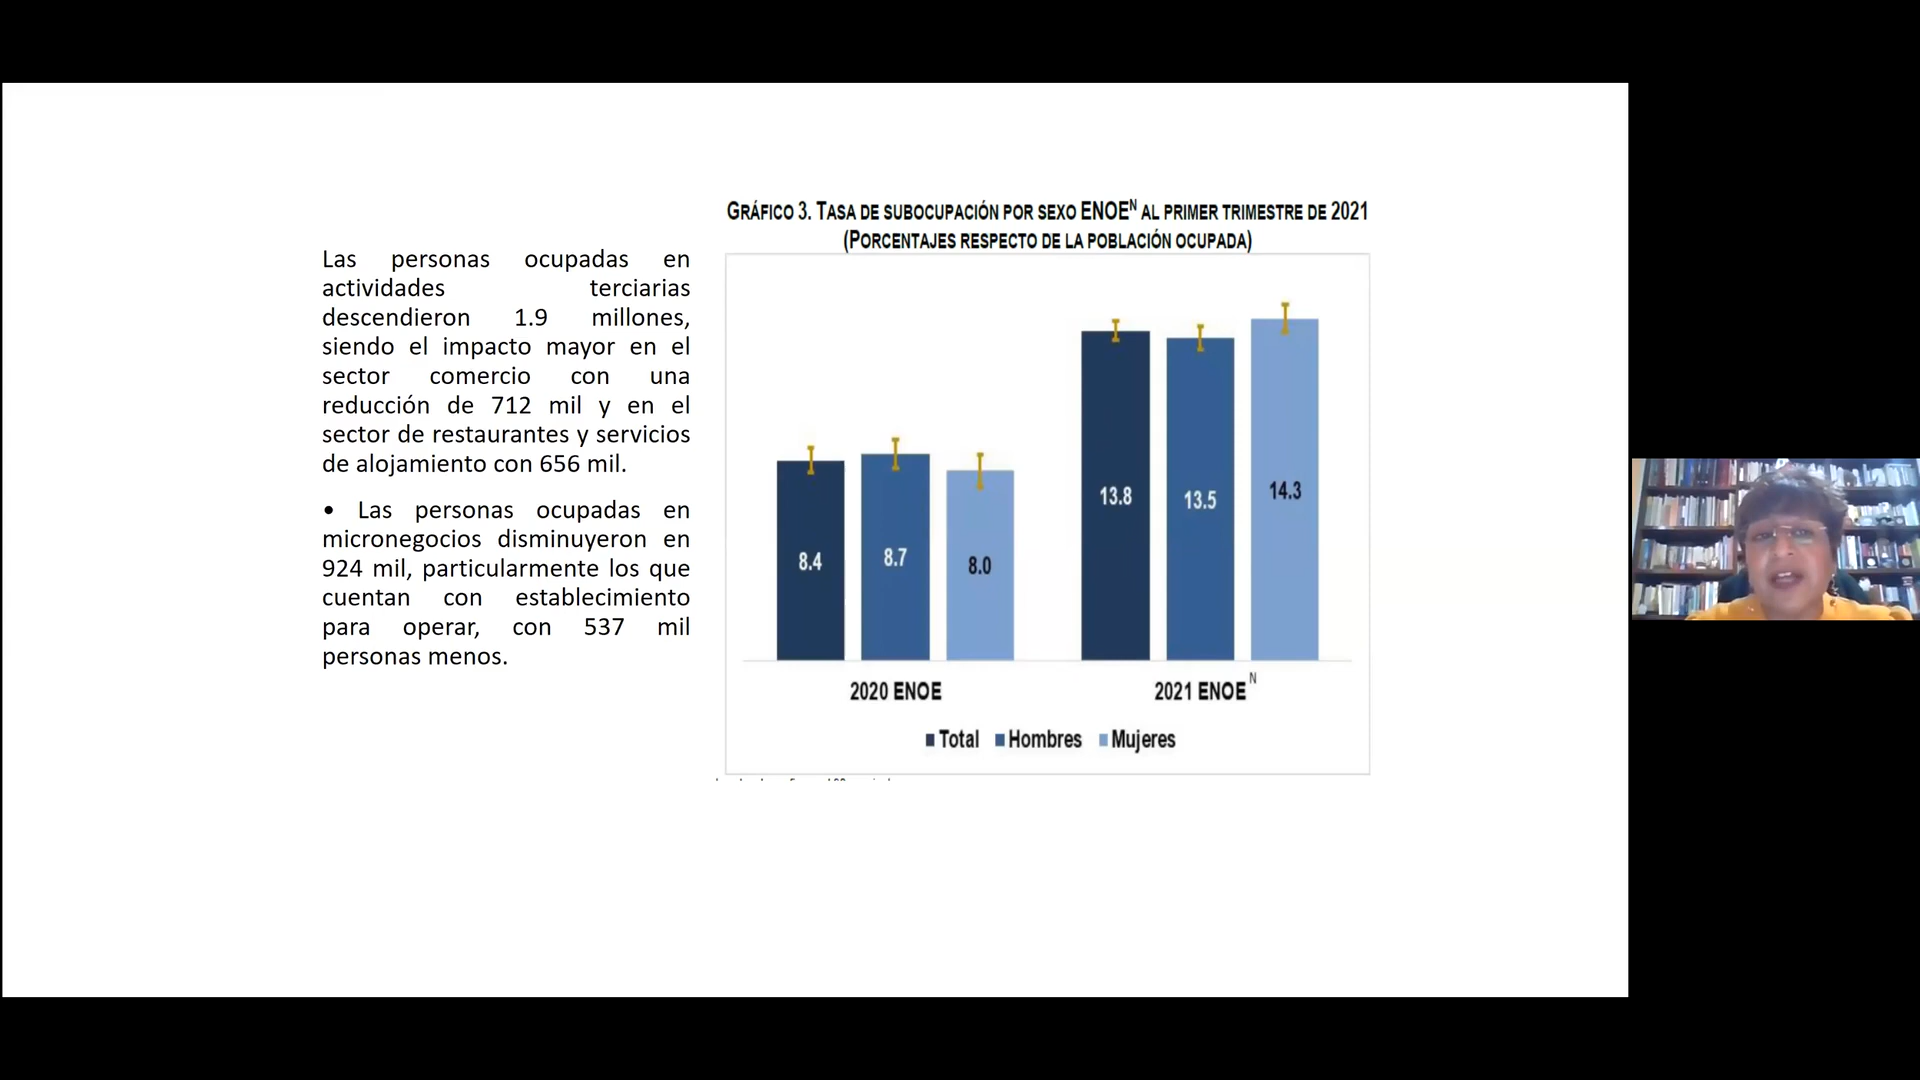 Las personas ocupadas en
actividades terciarias
descendieron 1.9 millones,
siendo el impacto mayor en el
sector comercio con una
reducción de 712 mil y en el
sector de restaurantes y servicios
de alojamiento con 656 mil.
• Las personas ocupadas en
micronegocios disminuyeron en
924 mil, particularmente los que
cuentan con establecimiento
para operar, con 537 mil
personas menos.
GRÁFICO 3. TASA DE SUBOCUPACIÓN POR SEXO ENOEᴺ AL PRIMER TRIMESTRE DE 2021
(PORCENTAJES RESPECTO DE LA POBLACIÓN OCUPADA)
8.4 8.7 8.0 13.8 13.5 14.3
2020 ENOE 2021 ENOE ᴺ
Total Hombres Mujeres